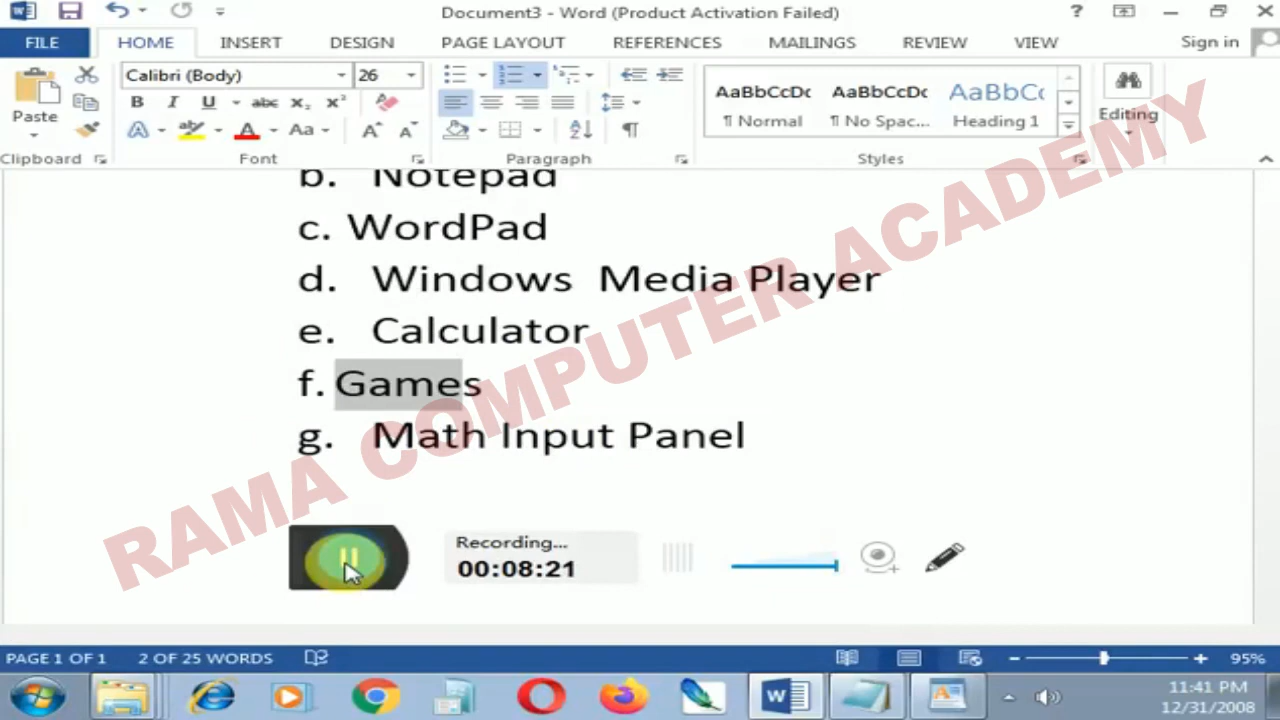 Document3 - Word (Product Activation Failed)
FILE HOME INSERT DESIGN PAGE LAYOUT REFERENCES MAILINGS REVIEW VIEW Sign in
Paste
Calibri (Body) 26
AaBbCcDc AaBbCcDc AaBbCc
¶ Normal ¶ No Spac... Heading 1
Editing
Clipboard Font Paragraph Styles
b. Notepad
c. WordPad
d. Windows Media Player
e. Calculator
f. Games
g. Math Input Panel
RAMA COMPUTER ACADEMY
Recording...
00:08:21
PAGE 1 OF 1 2 OF 25 WORDS 95%
11:41 PM
12/31/2008